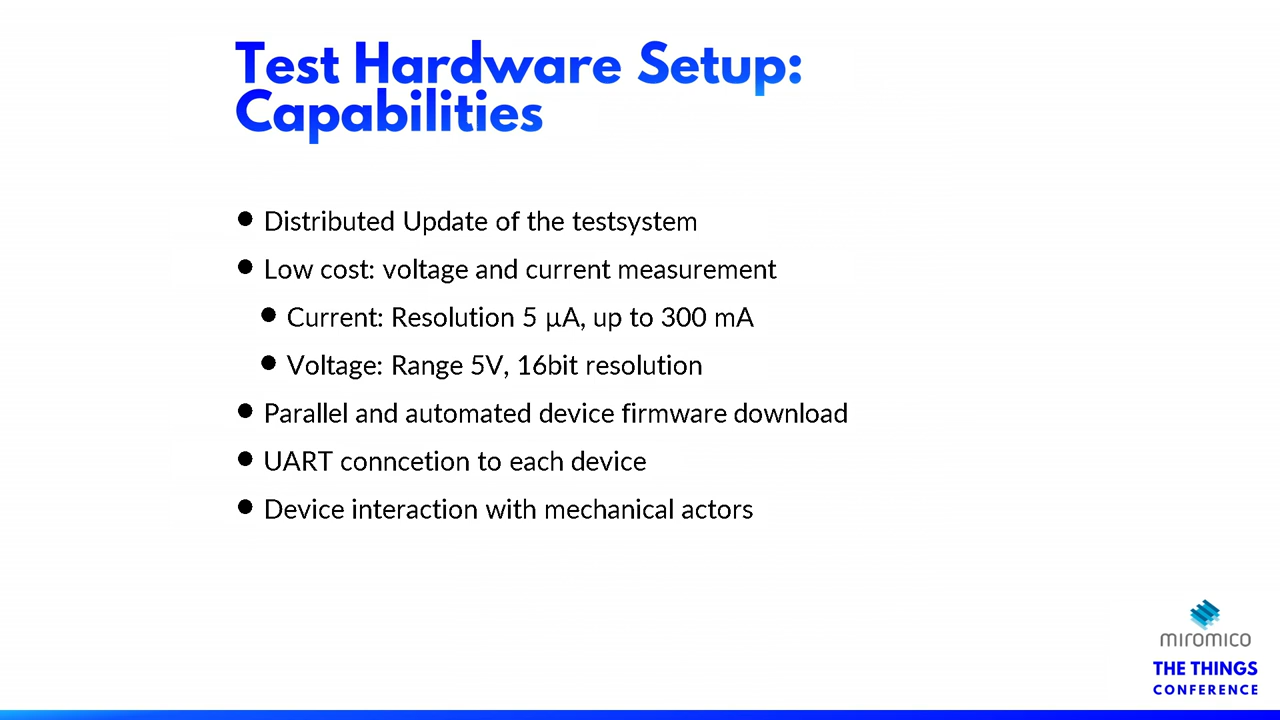 Test Hardware Setup:
Capabilities
● Distributed Update of the testsystem
● Low cost: voltage and current measurement
● Current: Resolution 5 µA, up to 300 mA
● Voltage: Range 5V, 16bit resolution
● Parallel and automated device firmware download
● UART conncetion to each device
● Device interaction with mechanical actors
miromico
THE THINGS
CONFERENCE